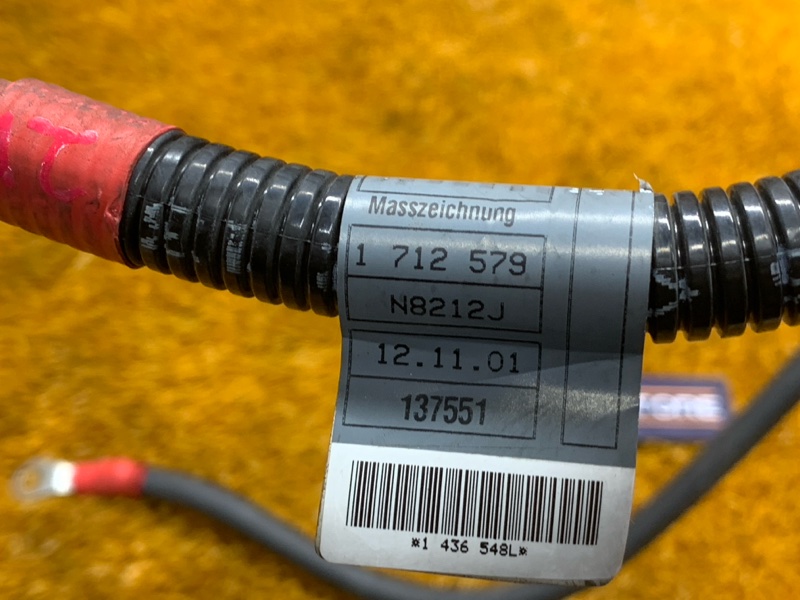 Masszeichnung
1 712 579
N8212J
12.11.01
137551
*1 436 548L*